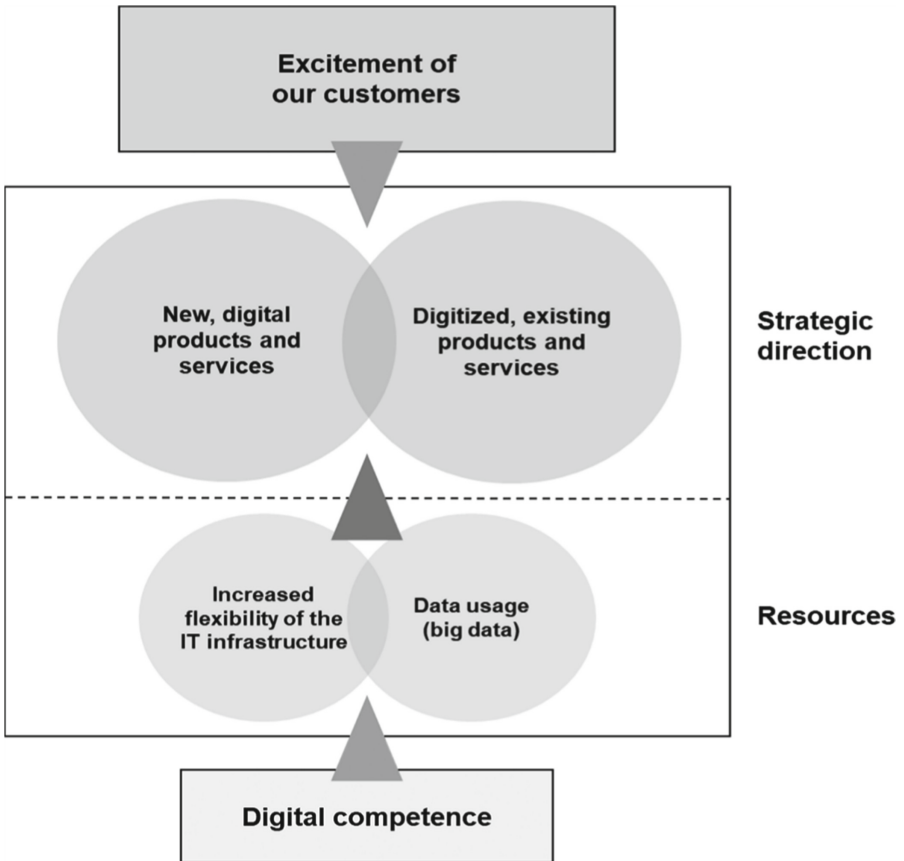 Excitement of
our customers
New, digital
products and
services
Digitized, existing
products and
services
Strategic
direction
Increased
flexibility of the
IT infrastructure
Data usage
(big data)
Resources
Digital competence